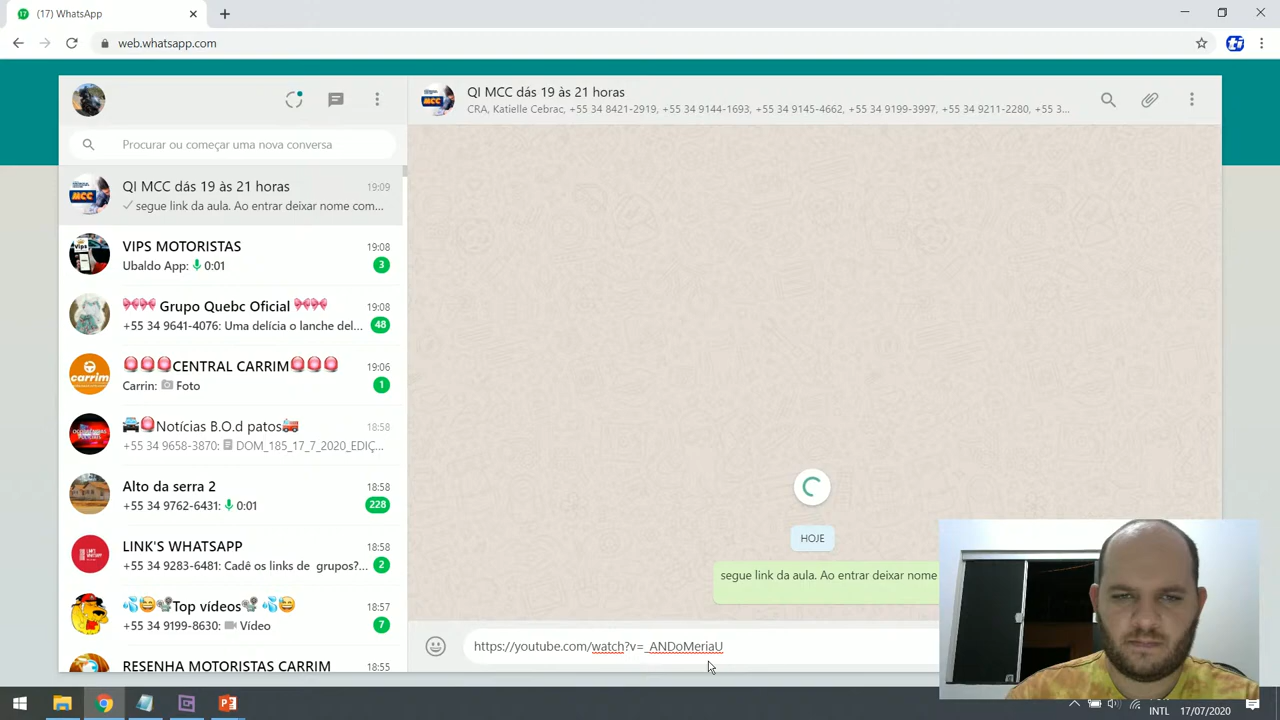 (17) WhatsApp
web.whatsapp.com
Procurar ou começar uma nova conversa
QI MCC dás 19 às 21 horas
19:09
segue link da aula. Ao entrar deixar nome com...
VIPS MOTORISTAS
19:08
Ubaldo App: 0:01
3
Grupo Quebc Oficial
19:08
+55 34 9641-4076: Uma delícia o lanche del...
48
CENTRAL CARRIM
19:06
Carrin: Foto
1
Notícias B.O.d patos
18:58
+55 34 9658-3870: DOM_185_17_7_2020_EDIÇ...
Alto da serra 2
18:58
+55 34 9762-6431: 0:01
228
LINK'S WHATSAPP
18:58
+55 34 9283-6481: Cadê os links de grupos?...
2
Top vídeos
18:57
+55 34 9199-8630: Vídeo
7
RESENHA MOTORISTAS CARRIM
18:55
QI MCC dás 19 às 21 horas
CRA, Katielle Cebrac, +55 34 8421-2919, +55 34 9144-1693, +55 34 9145-4662, +55 34 9199-3997, +55 34 9211-2280, +55 3...
HOJE
segue link da aula. Ao entrar deixar nome
https://youtube.com/watch?v=_ANDoMeriaU
INTL
17/07/2020